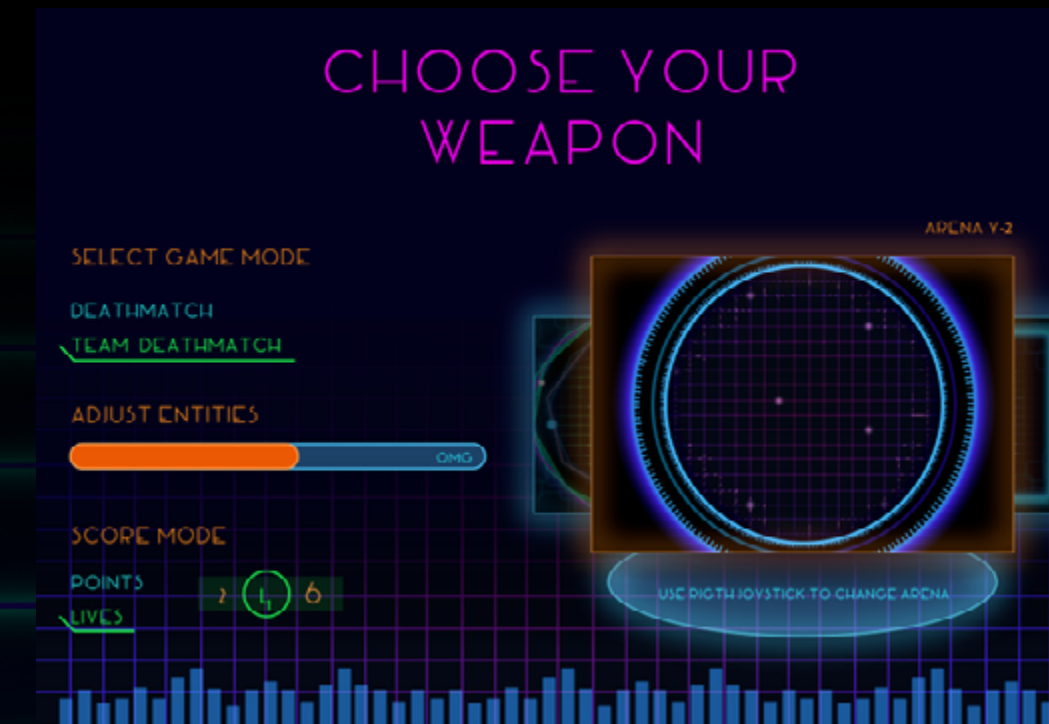 CHOOSE YOUR
WEAPON
ARENA V-2
SELECT GAME MODE
DEATHMATCH
TEAM DEATHMATCH
ADJUST ENTITIES
OMG
SCORE MODE
POINTS
2 4 6
LIVES
USE RIGTH JOYSTICK TO CHANGE ARENA